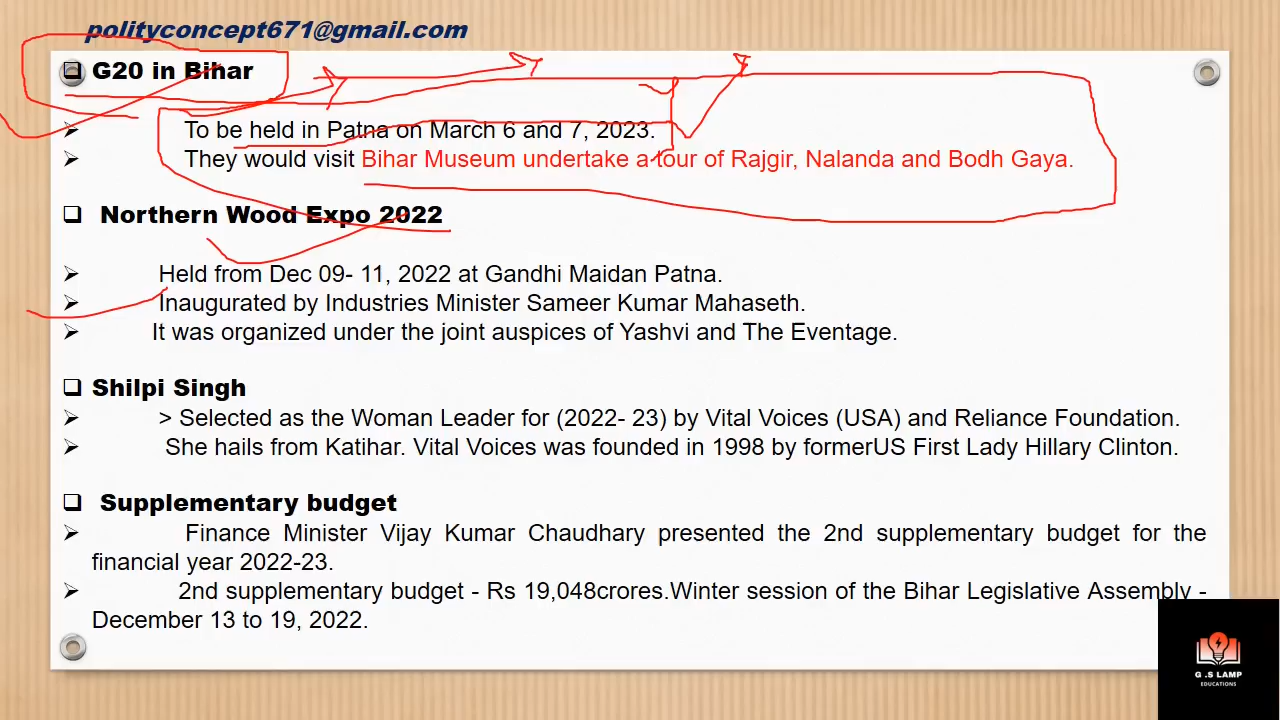 polityconcept671@gmail.com
G20 in Bihar
To be held in Patna on March 6 and 7, 2023.
They would visit Bihar Museum undertake a tour of Rajgir, Nalanda and Bodh Gaya.
Northern Wood Expo 2022
Held from Dec 09- 11, 2022 at Gandhi Maidan Patna.
Inaugurated by Industries Minister Sameer Kumar Mahaseth.
It was organized under the joint auspices of Yashvi and The Eventage.
Shilpi Singh
> Selected as the Woman Leader for (2022- 23) by Vital Voices (USA) and Reliance Foundation.
She hails from Katihar. Vital Voices was founded in 1998 by formerUS First Lady Hillary Clinton.
Supplementary budget
Finance Minister Vijay Kumar Chaudhary presented the 2nd supplementary budget for the
financial year 2022-23.
2nd supplementary budget - Rs 19,048crores.Winter session of the Bihar Legislative Assembly -
December 13 to 19, 2022.
G .S LAMP
EDUCATIONS